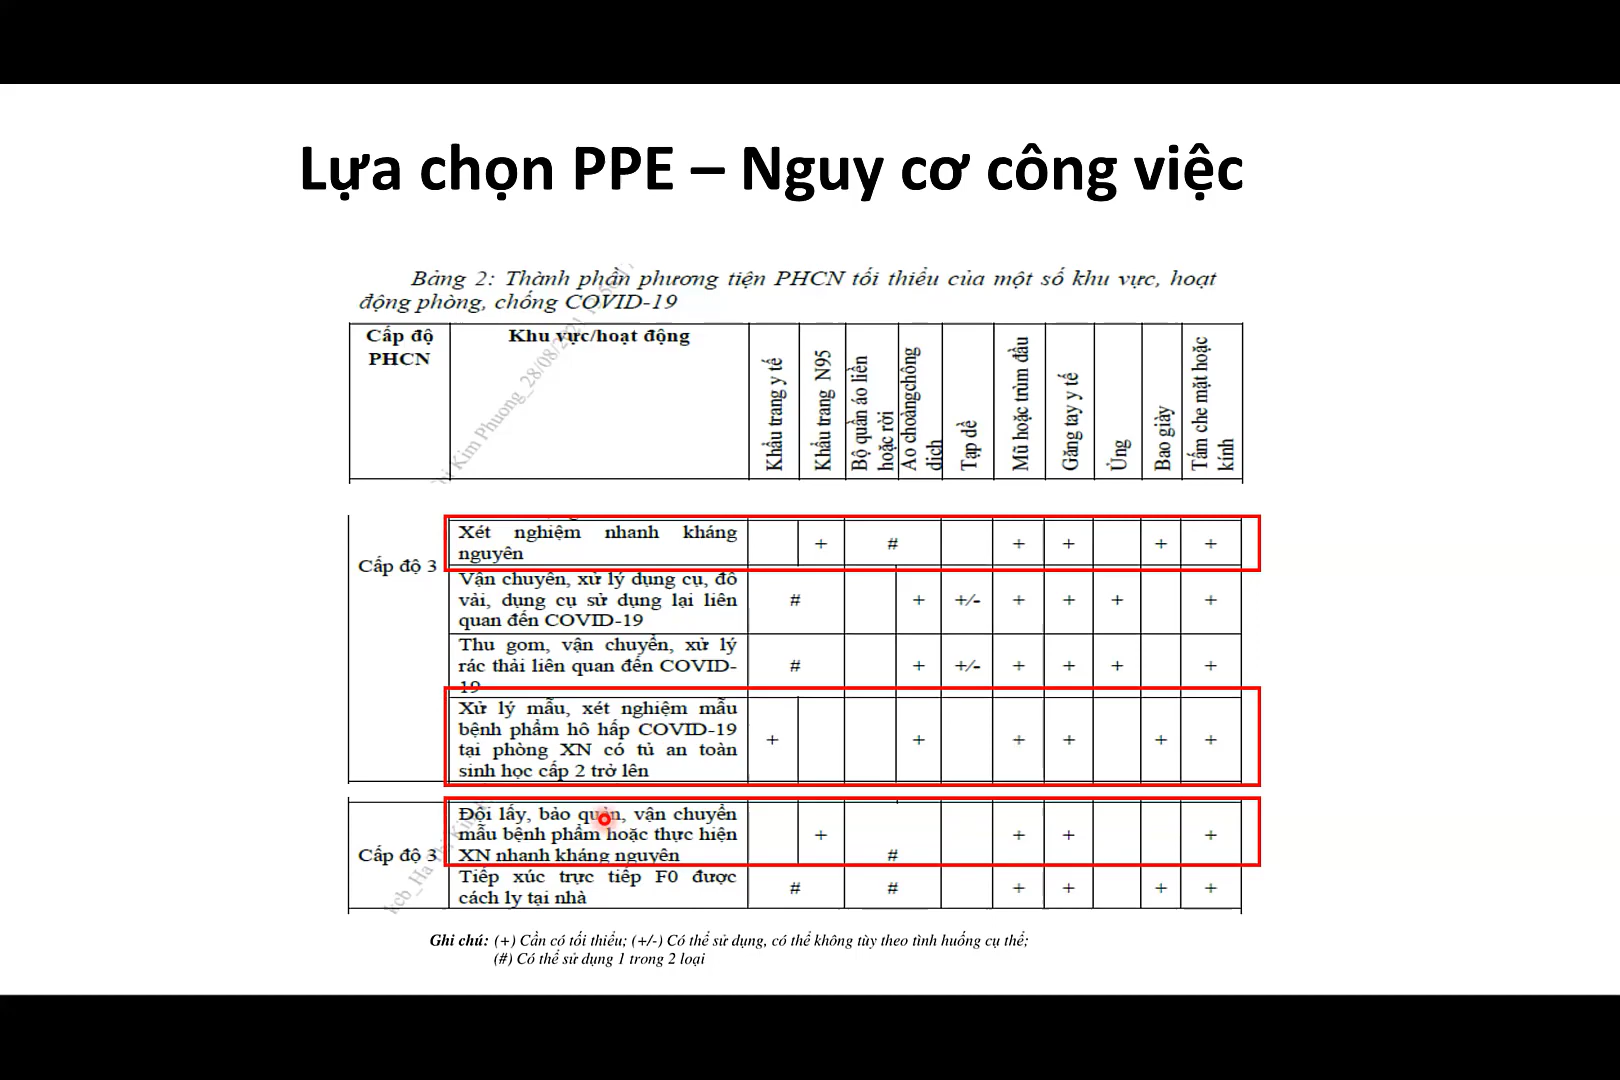 Lựa chọn PPE – Nguy cơ công việc
Bảng 2: Thành phần phương tiện PHCN tối thiểu của một số khu vực, hoạt
động phòng, chống COVID-19
Cấp độ
PHCN
Khu vực/hoạt động
Khẩu trang y tế
Khẩu trang N95
Bộ quần áo liền
hoặc rời
Áo choàngchông
dịch
Tạp dề
Mũ hoặc trùm đầu
Găng tay y tế
Ủng
Bao giày
Tấm che mặt hoặc
kính
Kim Phuong_28/08/2021
Cấp độ 3
Xét nghiệm nhanh kháng
nguyên
+ # + + + +
Vận chuyển, xử lý dụng cụ, đồ
vải, dụng cụ sử dụng lại liên
quan đến COVID-19
# + +/- + + + +
Thu gom, vận chuyển, xử lý
rác thải liên quan đến COVID-
19
# + +/- + + + +
Xử lý mẫu, xét nghiệm mẫu
bệnh phẩm hô hấp COVID-19
tại phòng XN có tủ an toàn
sinh học cấp 2 trở lên
+ + + + + +
Cấp độ 3
Đội lấy, bảo quản, vận chuyển
mẫu bệnh phẩm hoặc thực hiện
XN nhanh kháng nguyên
+ # + + +
Tiếp xúc trực tiếp F0 được
cách ly tại nhà
# # + + + +
Ghi chú: (+) Cần có tối thiểu; (+/-) Có thể sử dụng, có thể không tùy theo tình huống cụ thể;
(#) Có thể sử dụng 1 trong 2 loại